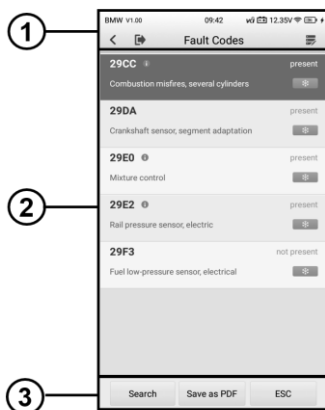 BMW V1.00 09:42 12.35V
Fault Codes
29CC present
Combustion misfires, several cylinders
29DA present
Crankshaft sensor, segment adaptation
29E0 present
Mixture control
29E2 present
Rail pressure sensor, electric
29F3 not present
Fuel low-pressure sensor, electrical
Search Save as PDF ESC
1
2
3